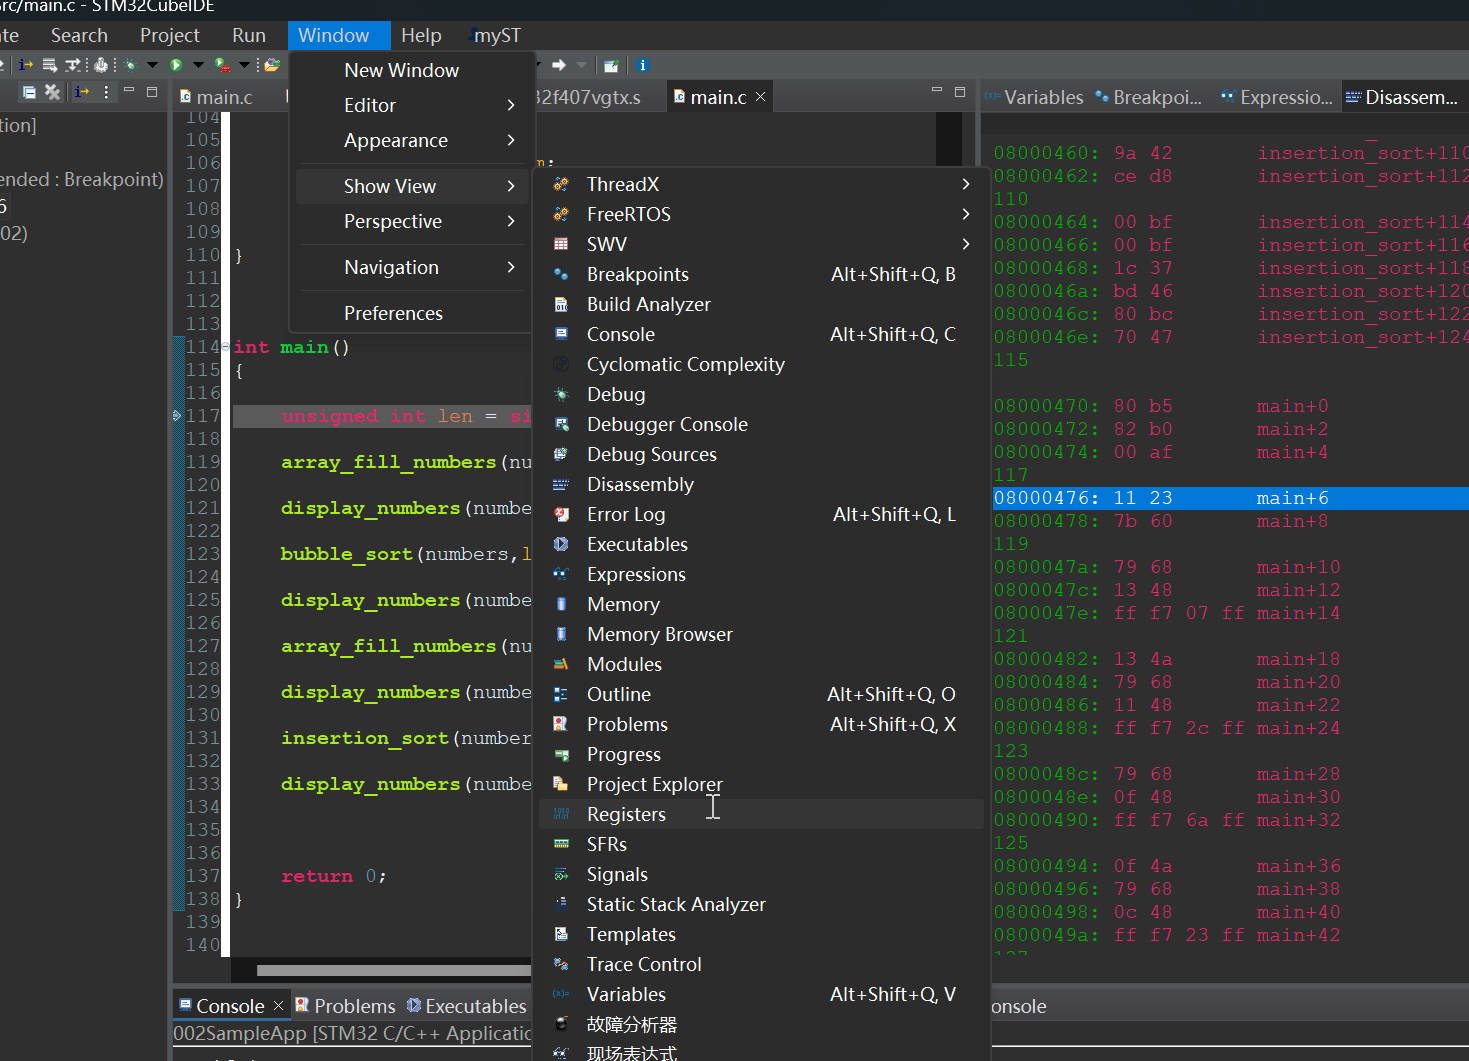 Src/main.c - STM32CubeIDE
Search Project Run Window Help myST
main.c
32f407vgtx.s
main.c
Variables
Breakpoi...
Expressio...
Disassem...
New Window
Editor
Appearance
Show View
Perspective
Navigation
Preferences
ended : Breakpoint)
6
02)
104
105
106
107
108
109
110 }
111
112
113
114 int main()
115 {
116
117 unsigned int len = si
118
119 array_fill_numbers(nu
120
121 display_numbers(numbe
122
123 bubble_sort(numbers,l
124
125 display_numbers(numbe
126
127 array_fill_numbers(nu
128
129 display_numbers(numbe
130
131 insertion_sort(number
132
133 display_numbers(numbe
134
135
136
137 return 0;
138 }
139
140
ThreadX
FreeRTOS
SWV
Breakpoints Alt+Shift+Q, B
Build Analyzer
Console Alt+Shift+Q, C
Cyclomatic Complexity
Debug
Debugger Console
Debug Sources
Disassembly
Error Log Alt+Shift+Q, L
Executables
Expressions
Memory
Memory Browser
Modules
Outline Alt+Shift+Q, O
Problems Alt+Shift+Q, X
Progress
Project Explorer
Registers
SFRs
Signals
Static Stack Analyzer
Templates
Trace Control
Variables Alt+Shift+Q, V
故障分析器
现场表达式
08000460: 9a 42 insertion_sort+110
08000462: ce d8 insertion_sort+112
110
08000464: 00 bf insertion_sort+114
08000466: 00 bf insertion_sort+116
08000468: 1c 37 insertion_sort+118
0800046a: bd 46 insertion_sort+120
0800046c: 80 bc insertion_sort+122
0800046e: 70 47 insertion_sort+124
115
08000470: 80 b5 main+0
08000472: 82 b0 main+2
08000474: 00 af main+4
117
08000476: 11 23 main+6
08000478: 7b 60 main+8
119
0800047a: 79 68 main+10
0800047c: 13 48 main+12
0800047e: ff f7 07 ff main+14
121
08000482: 13 4a main+18
08000484: 79 68 main+20
08000486: 11 48 main+22
08000488: ff f7 2c ff main+24
123
0800048c: 79 68 main+28
0800048e: 0f 48 main+30
08000490: ff f7 6a ff main+32
125
08000494: 0f 4a main+36
08000496: 79 68 main+38
08000498: 0c 48 main+40
0800049a: ff f7 23 ff main+42
127
Console
Problems
Executables
onsole
002SampleApp [STM32 C/C++ Applicatio